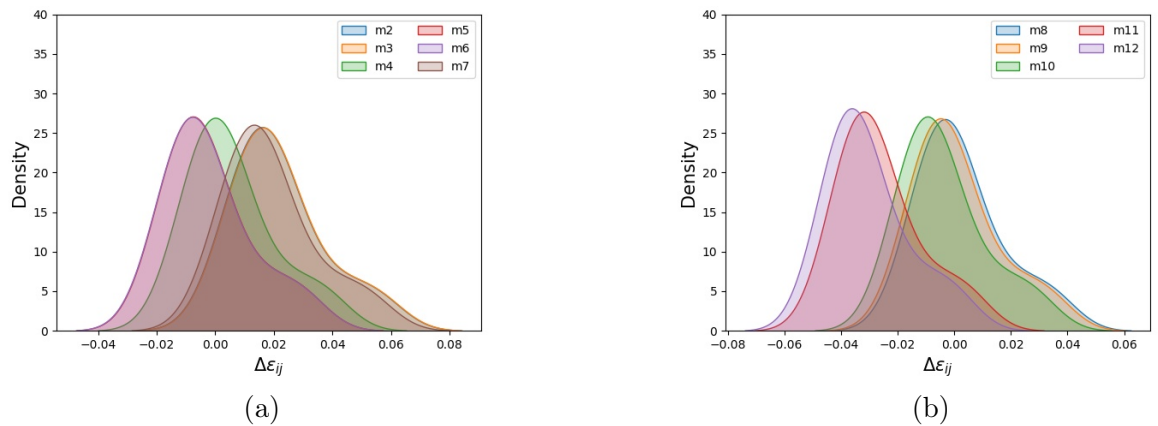 40
35
30
25
20
15
10
5
0
Density
m2 m5
m3 m6
m4 m7
−0.04 −0.02 0.00 0.02 0.04 0.06 0.08
Δε_ij
(a)
40
35
30
25
20
15
10
5
0
Density
m8 m11
m9 m12
m10
−0.08 −0.06 −0.04 −0.02 0.00 0.02 0.04 0.06
Δε_ij
(b)